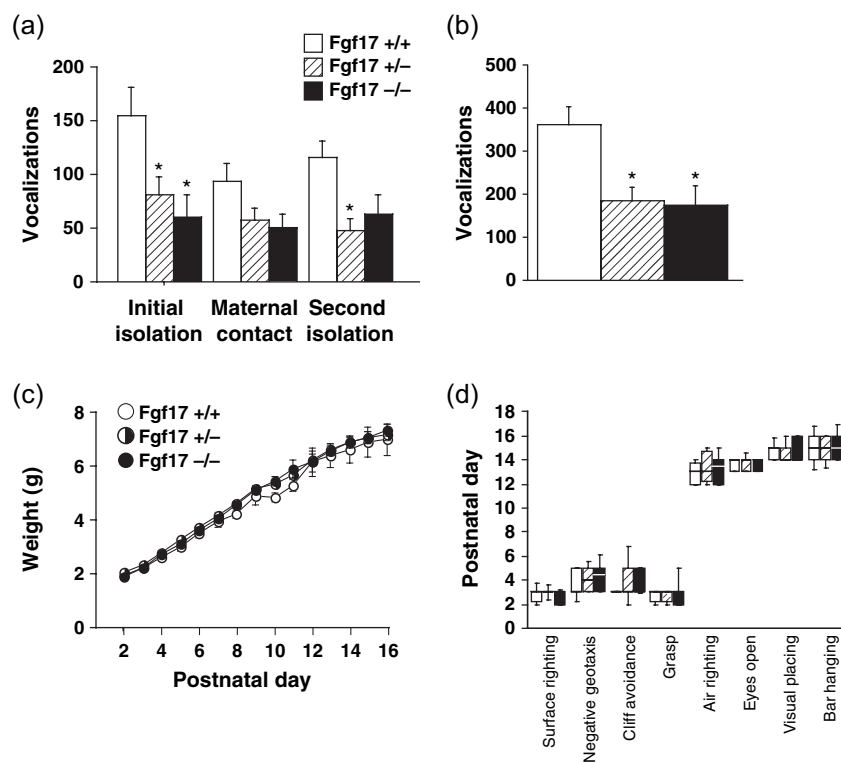 (a)
Fgf17 +/+
Fgf17 +/–
Fgf17 –/–
Vocalizations
200
150
100
50
0
*
*
*
Initial isolation
Maternal contact
Second isolation
(b)
Vocalizations
500
400
300
200
100
0
*
*
(c)
Fgf17 +/+
Fgf17 +/–
Fgf17 –/–
Weight (g)
8
6
4
2
0
2 4 6 8 10 12 14 16
Postnatal day
(d)
Postnatal day
18
16
14
12
10
8
6
4
2
0
Surface righting
Negative geotaxis
Cliff avoidance
Grasp
Air righting
Eyes open
Visual placing
Bar hanging